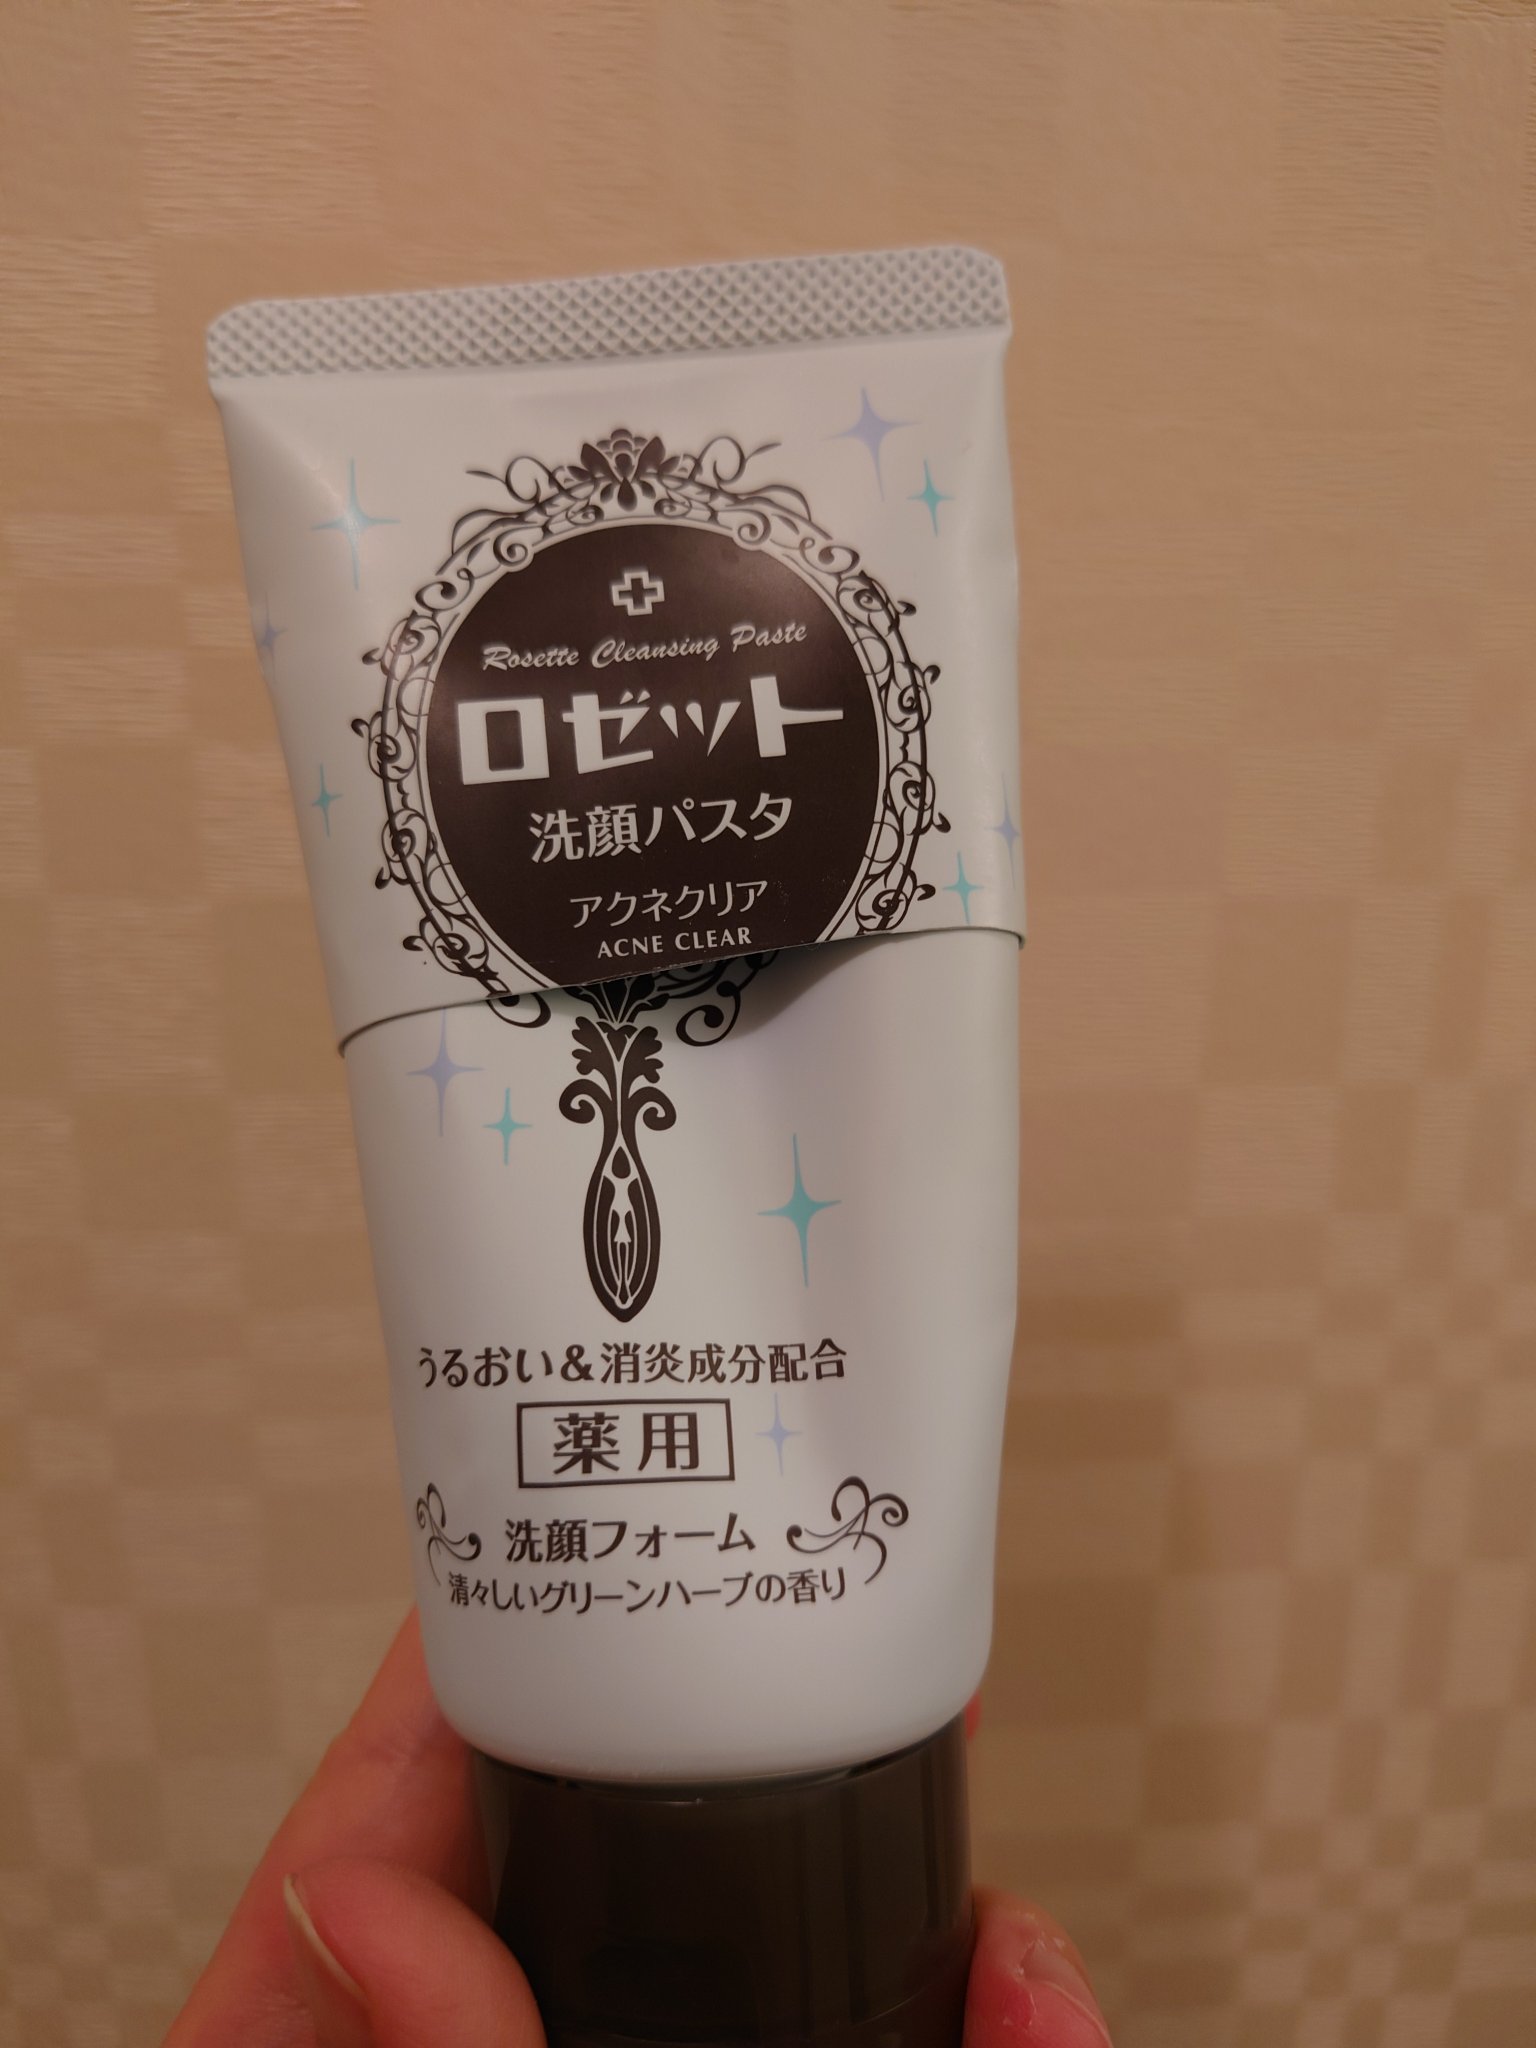 Rosette Cleansing Paste
ロゼット
洗顔パスタ
アクネクリア
ACNE CLEAR
うるおい&消炎成分配合
薬用
洗顔フォーム
清々しいグリーンハーブの香り